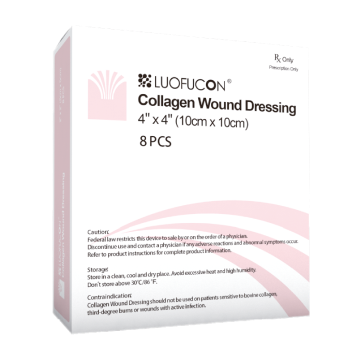 Rx Only
Prescription Only
LUOFUCON®
Collagen Wound Dressing
4" x 4" (10cm x 10cm)
8 PCS
Caution:
Federal law restricts this device to sale by or on the order of a physician.
Discontinue use and contact a physician if any adverse reactions and abnormal symptoms occur.
Refer to product instructions for complete product information.
Storage:
Store in a clean, cool and dry place. Avoid excessive heat and high humidity.
Don't store above 30°C/86 °F.
Contraindication:
Collagen Wound Dressing should not be used on patients sensitive to bovine collagen,
third-degree burns or wounds with active infection.
Collagen Wound Dressing